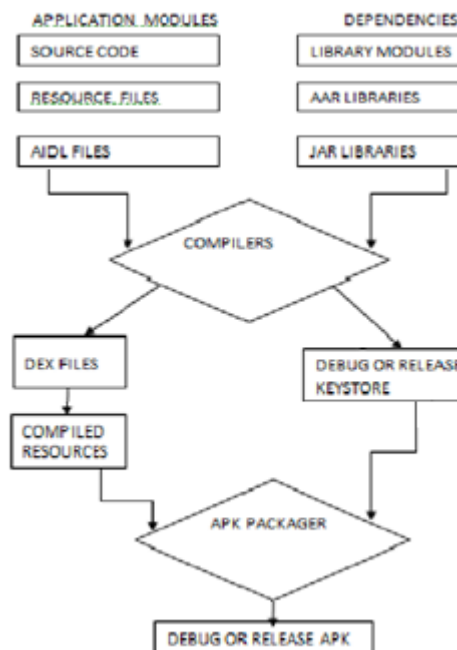 APPLICATION MODULES
SOURCE CODE
RESOURCE FILES
AIDL FILES
DEPENDENCIES
LIBRARY MODULES
AAR LIBRARIES
JAR LIBRARIES
COMPILERS
DEX FILES
COMPILED
RESOURCES
DEBUG OR RELEASE
KEYSTORE
APK PACKAGER
DEBUG OR RELEASE APK